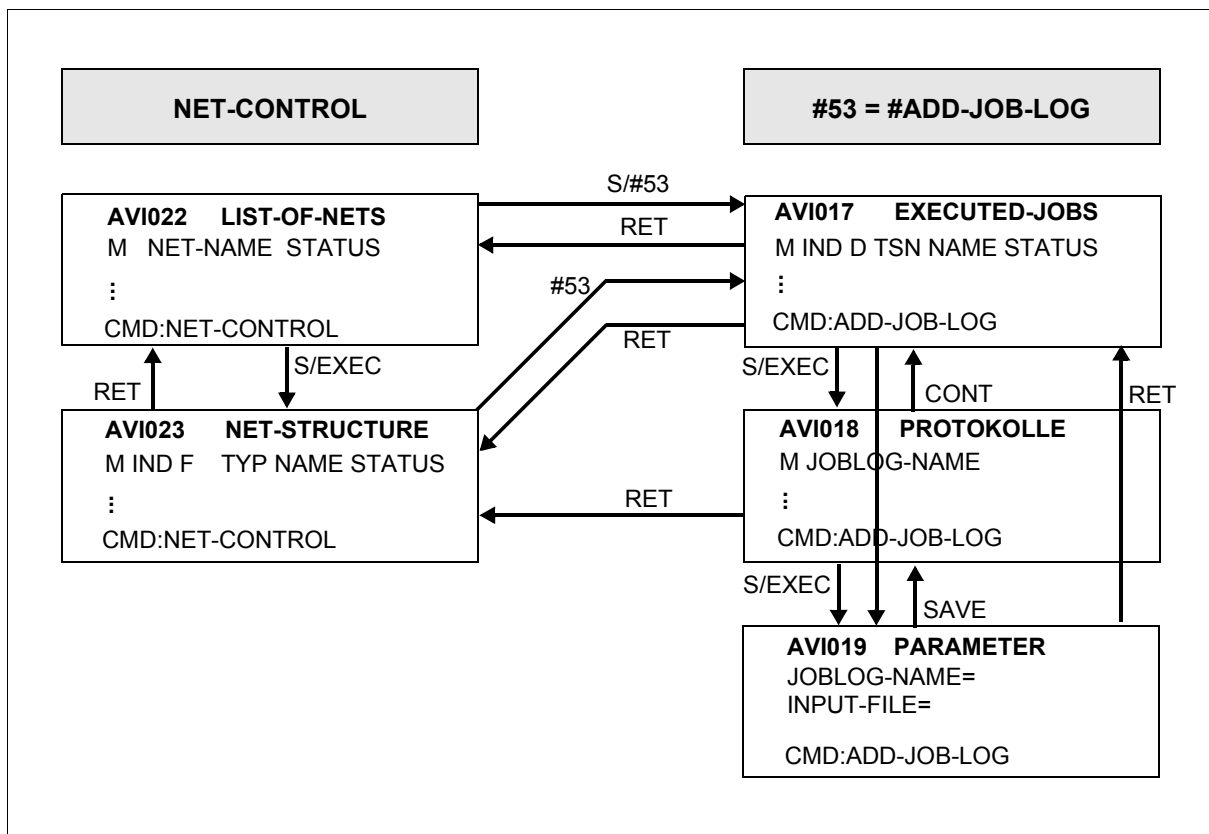 NET-CONTROL
#53 = #ADD-JOB-LOG
S/#53
AVI022 LIST-OF-NETS
M NET-NAME STATUS
⋮
CMD:NET-CONTROL
RET
AVI017 EXECUTED-JOBS
M IND D TSN NAME STATUS
⋮
CMD:ADD-JOB-LOG
#53
RET
RET
S/EXEC
S/EXEC
CONT
RET
AVI023 NET-STRUCTURE
M IND F TYP NAME STATUS
⋮
CMD:NET-CONTROL
RET
AVI018 PROTOKOLLE
M JOBLOG-NAME
⋮
CMD:ADD-JOB-LOG
S/EXEC
SAVE
AVI019 PARAMETER
JOBLOG-NAME=
INPUT-FILE=
CMD:ADD-JOB-LOG